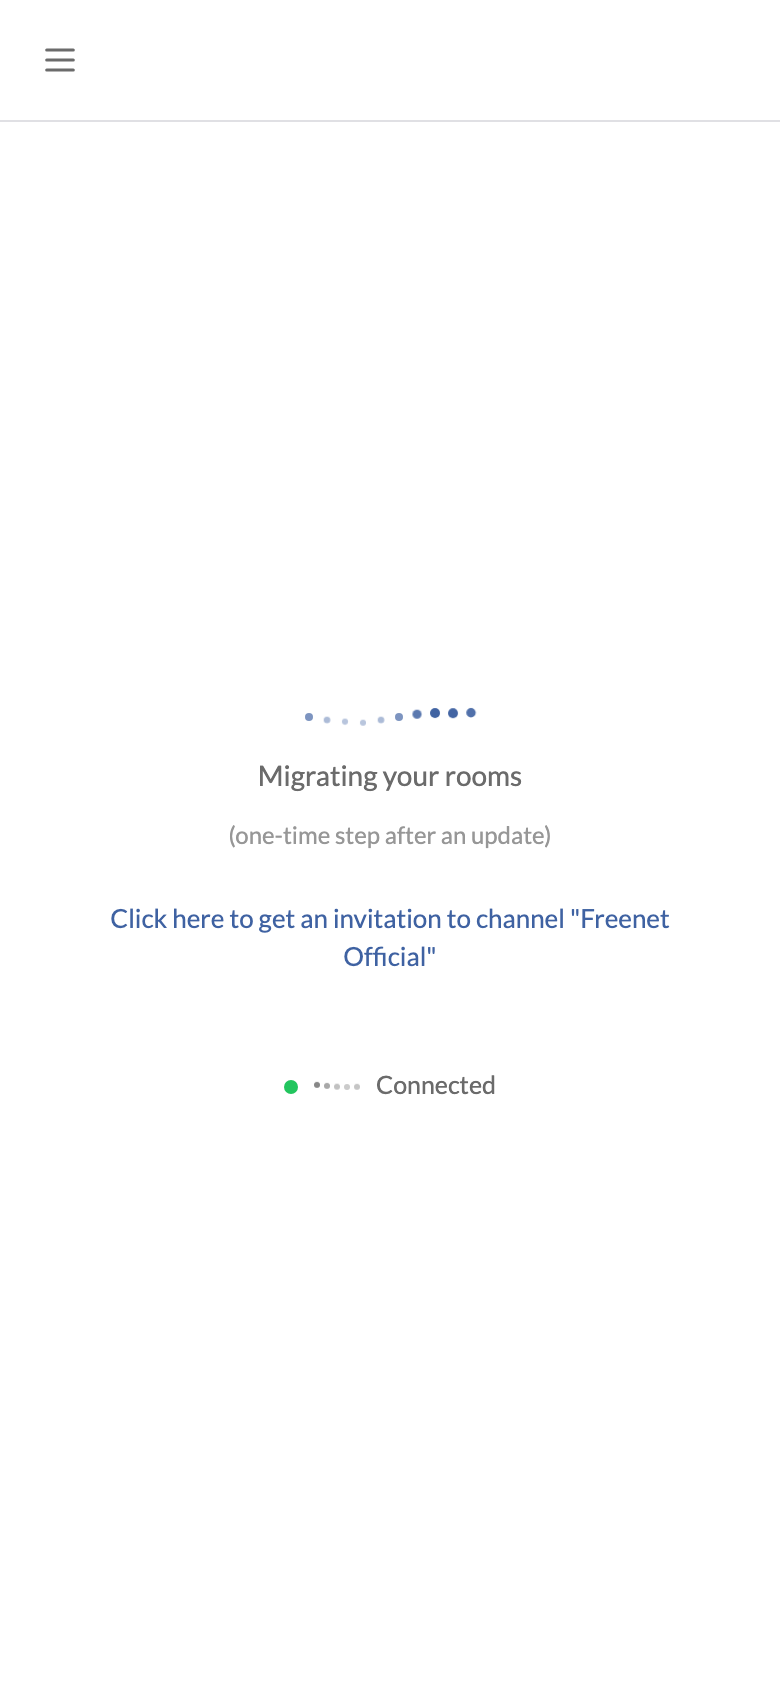 Migrating your rooms
(one-time step after an update)
Click here to get an invitation to channel "Freenet
Official"
Connected